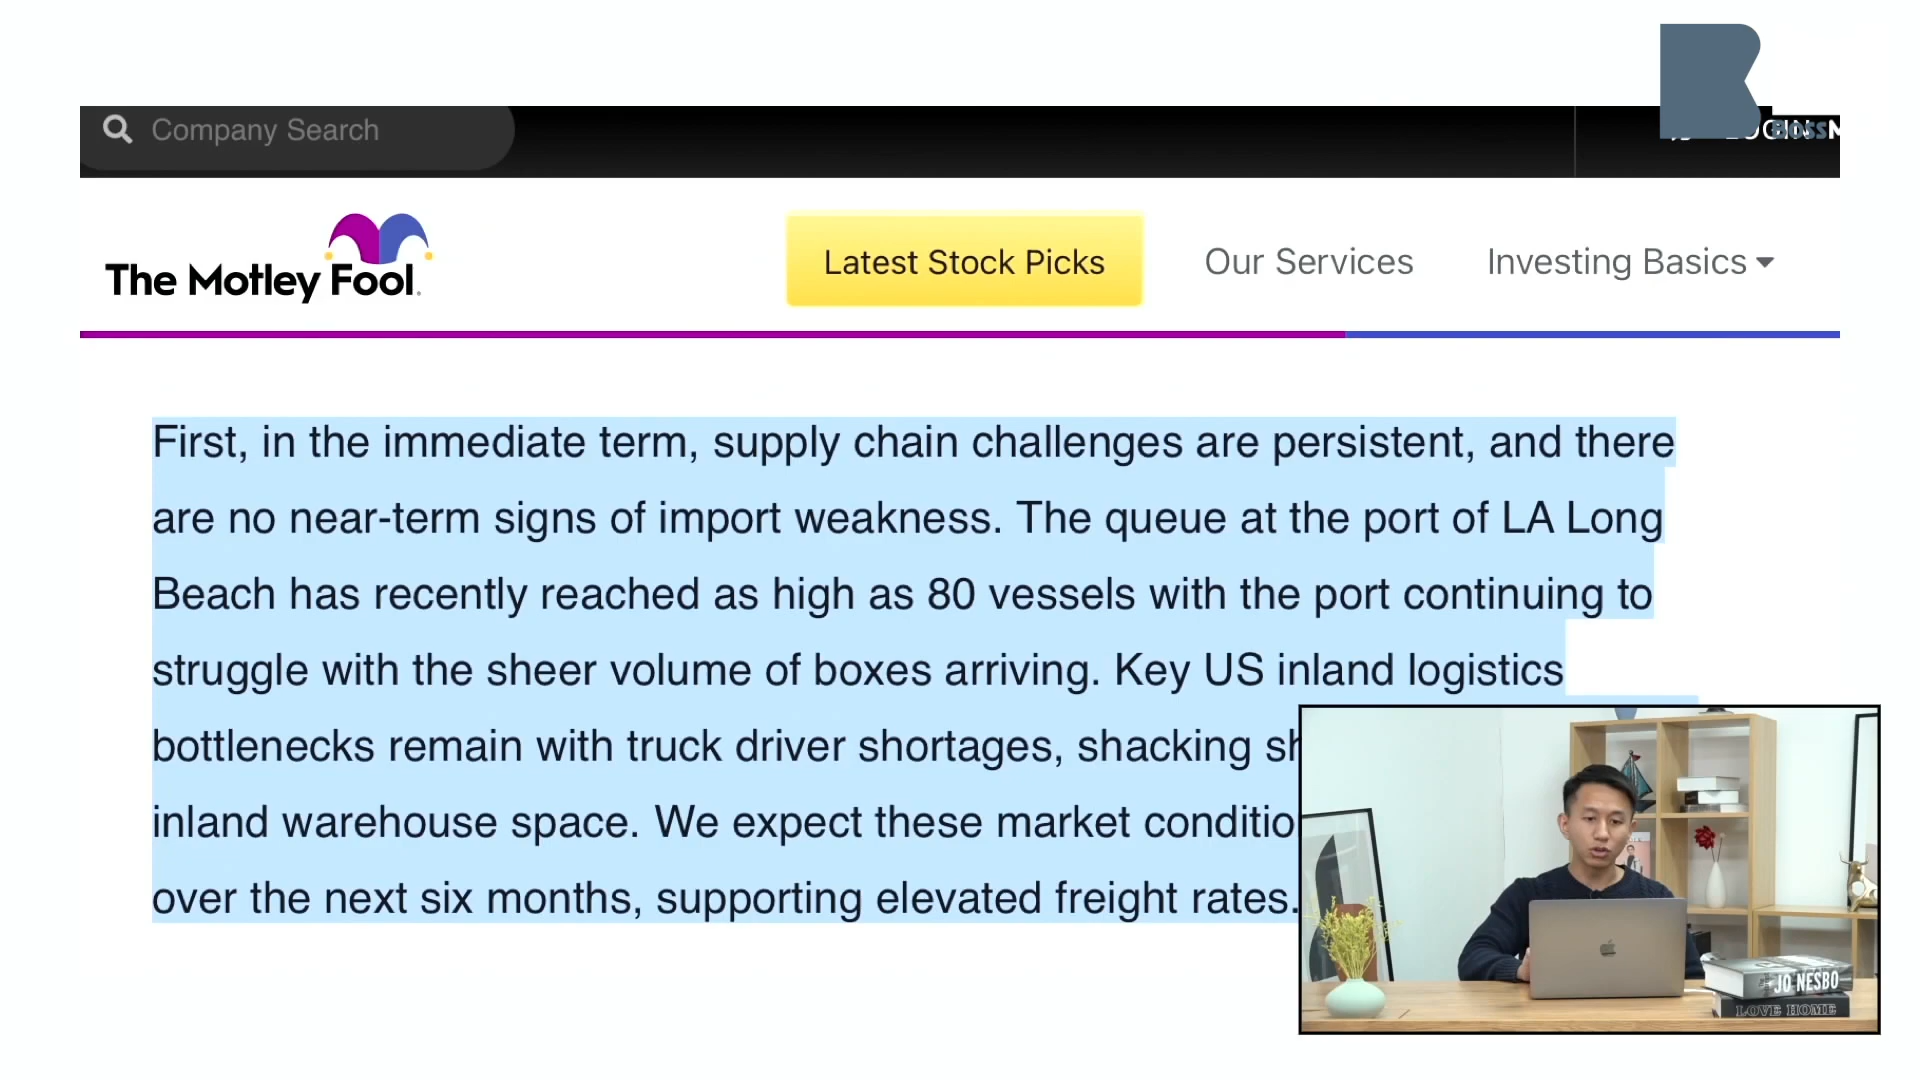 Company Search
LOGIN
BOSSM
The Motley Fool.
Latest Stock Picks
Our Services
Investing Basics
First, in the immediate term, supply chain challenges are persistent, and there
are no near-term signs of import weakness. The queue at the port of LA Long
Beach has recently reached as high as 80 vessels with the port continuing to
struggle with the sheer volume of boxes arriving. Key US inland logistics
bottlenecks remain with truck driver shortages, shacking
inland warehouse space. We expect these market
over the next six months, supporting elevated freight rates.
JO NESBO
LOVE HOME